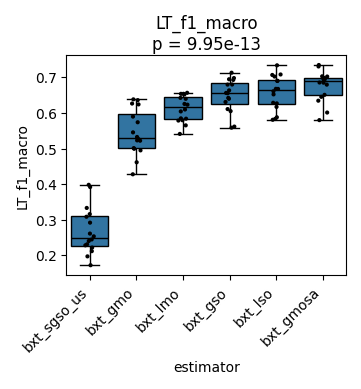 LT_f1_macro
p = 9.95e-13
LT_f1_macro
0.7
0.6
0.5
0.4
0.3
0.2
bxt_sgso_us
bxt_gmo
bxt_lmo
bxt_gso
bxt_lso
bxt_gmosa
estimator